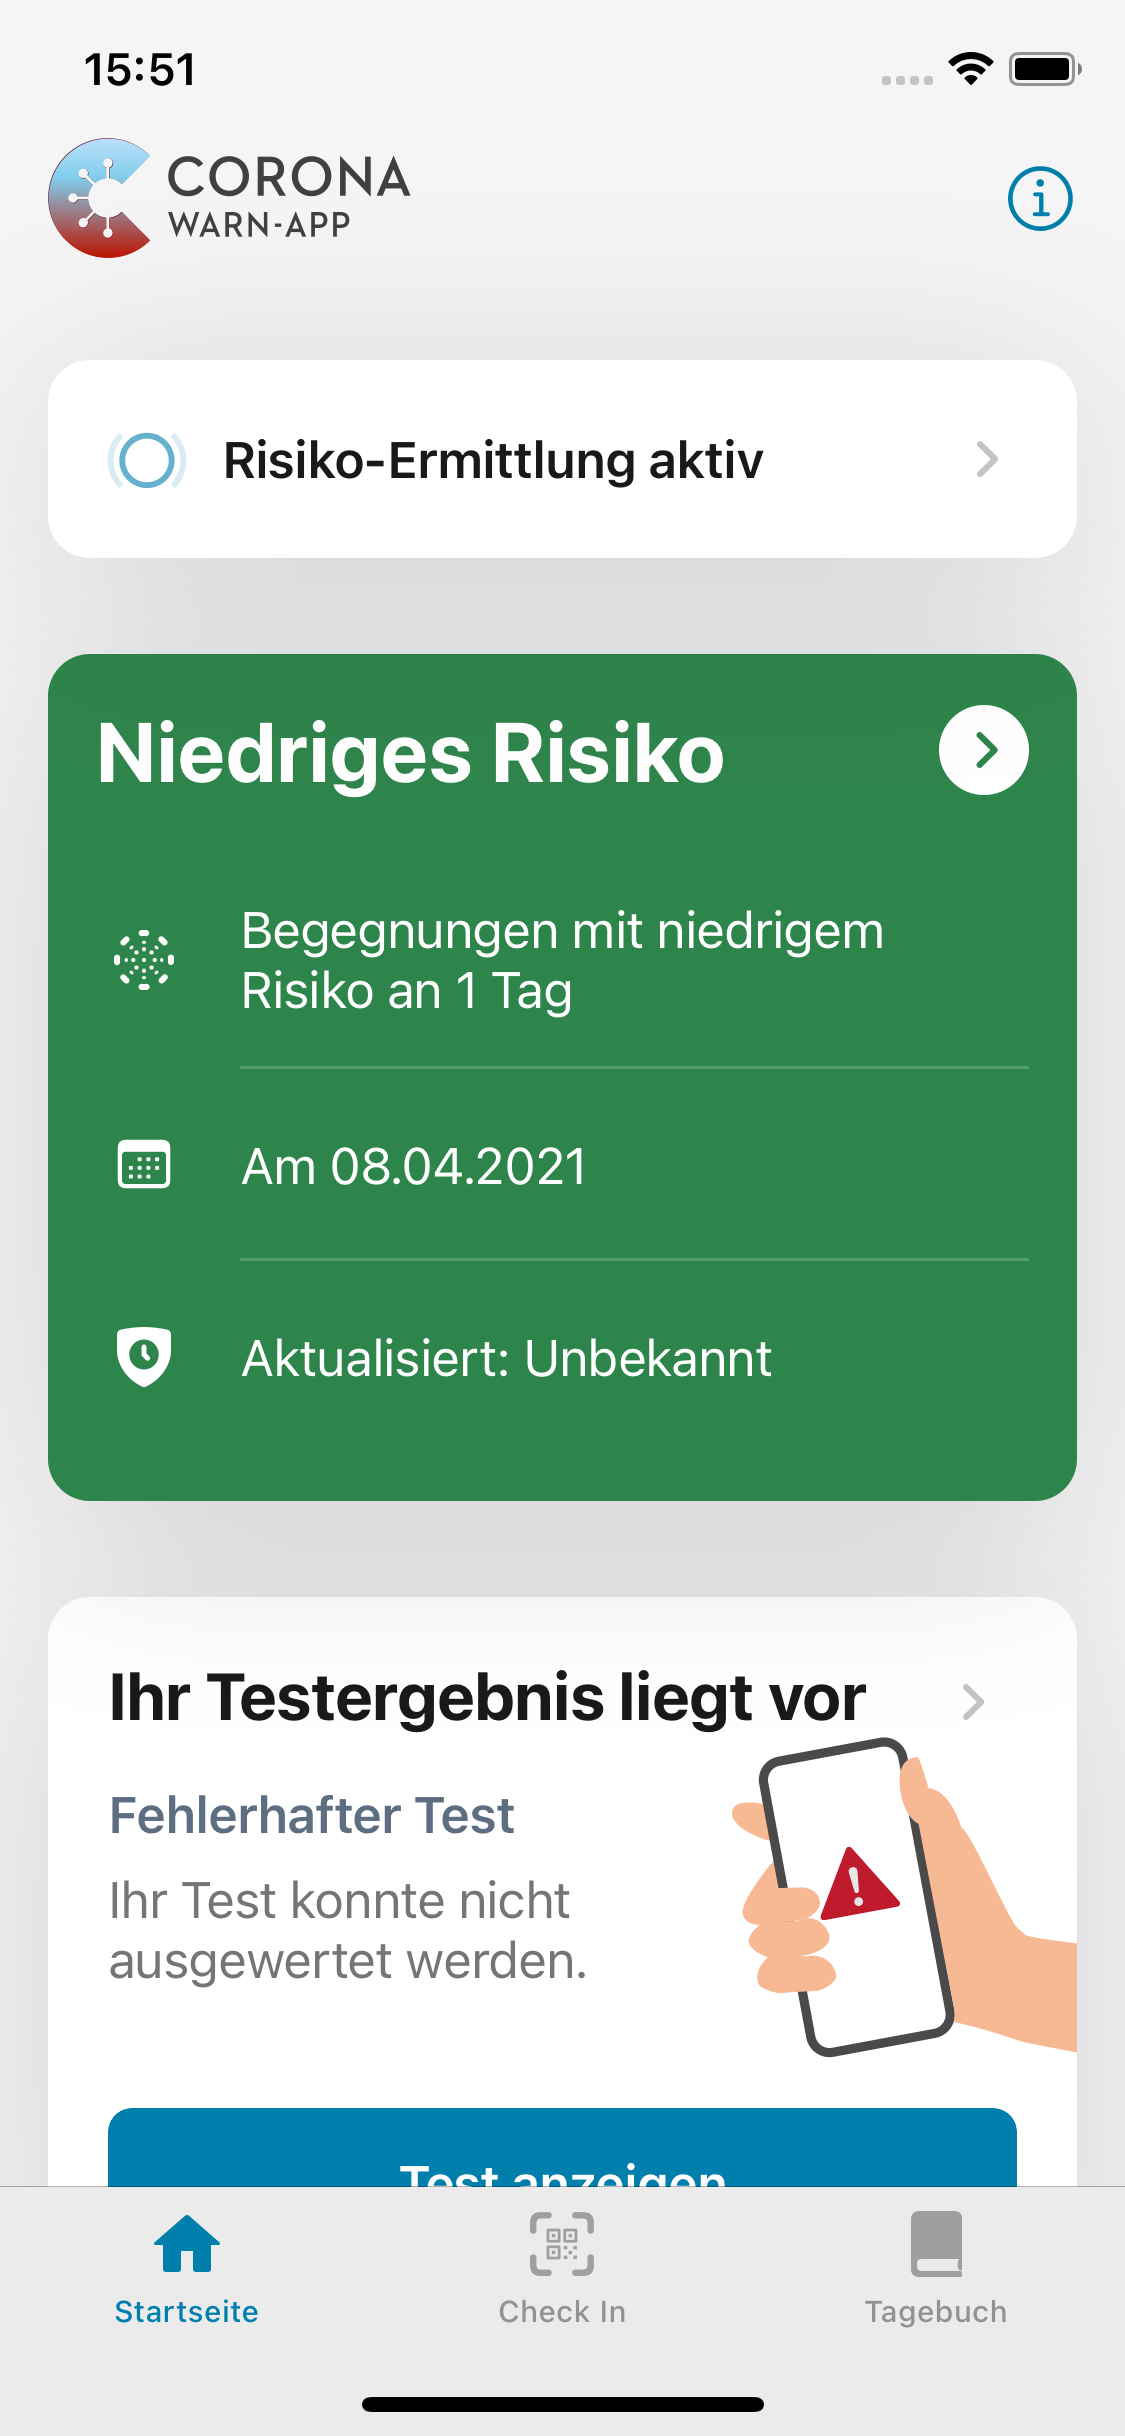 15:51
CORONA
WARN-APP
Risiko-Ermittlung aktiv
Niedriges Risiko
Begegnungen mit niedrigem
Risiko an 1 Tag
Am 08.04.2021
Aktualisiert: Unbekannt
Ihr Testergebnis liegt vor
Fehlerhafter Test
Ihr Test konnte nicht
ausgewertet werden.
Test anzeigen
Startseite
Check In
Tagebuch